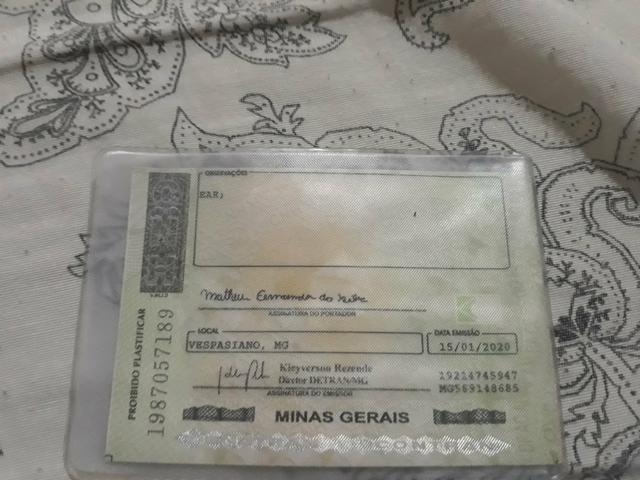 OBSERVAÇÕES
EAR;
ASSINATURA DO PORTADOR
LOCAL
VESPASIANO, MG
DATA EMISSÃO
15/01/2020
Kleyverson Rezende
Diretor DETRAN/MG
19214745947
MG569148685
ASSINATURA DO EMISSOR
MINAS GERAIS
PROIBIDO PLASTIFICAR
1987057189